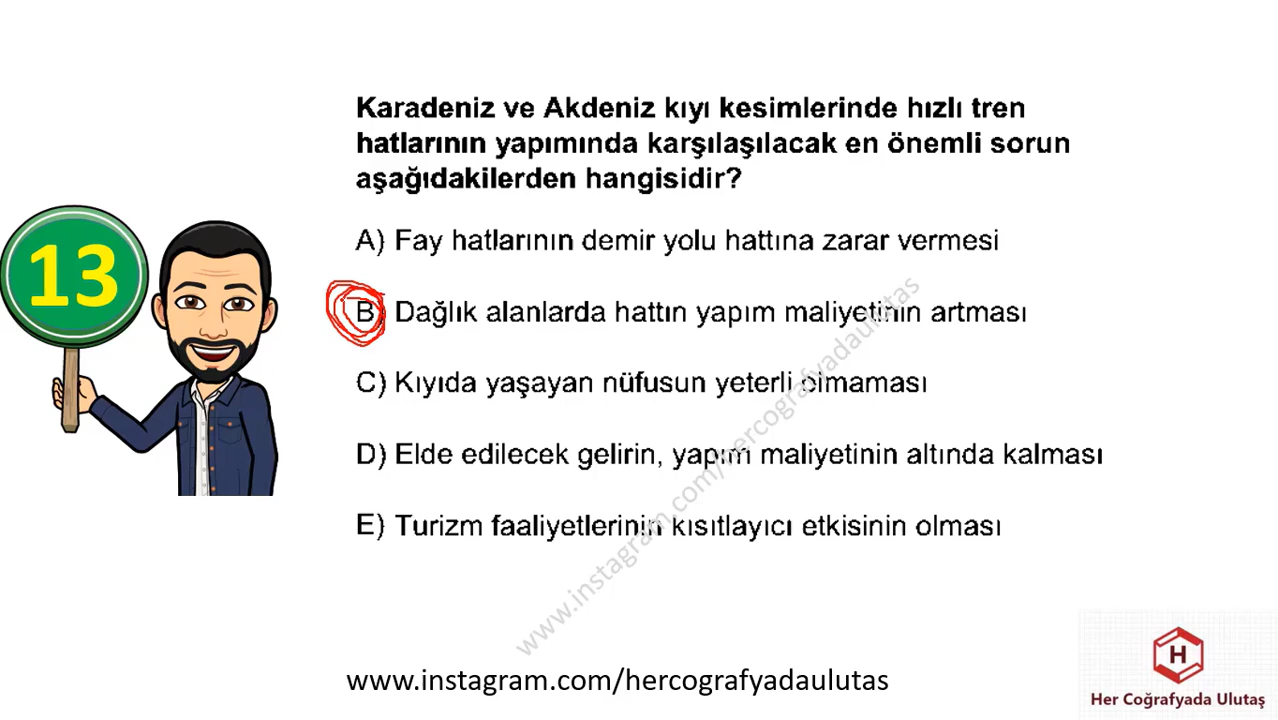 13
Karadeniz ve Akdeniz kıyı kesimlerinde hızlı tren
hatlarının yapımında karşılaşılacak en önemli sorun
aşağıdakilerden hangisidir?
A) Fay hatlarının demir yolu hattına zarar vermesi
B) Dağlık alanlarda hattın yapım maliyetinin artması
C) Kıyıda yaşayan nüfusun yeterli olmaması
D) Elde edilecek gelirin, yapım maliyetinin altında kalması
E) Turizm faaliyetlerinin kısıtlayıcı etkisinin olması
www.instagram.com/hercografyadaulutas
www.instagram.com/hercografyadaulutas
H
Her Coğrafyada Ulutaş